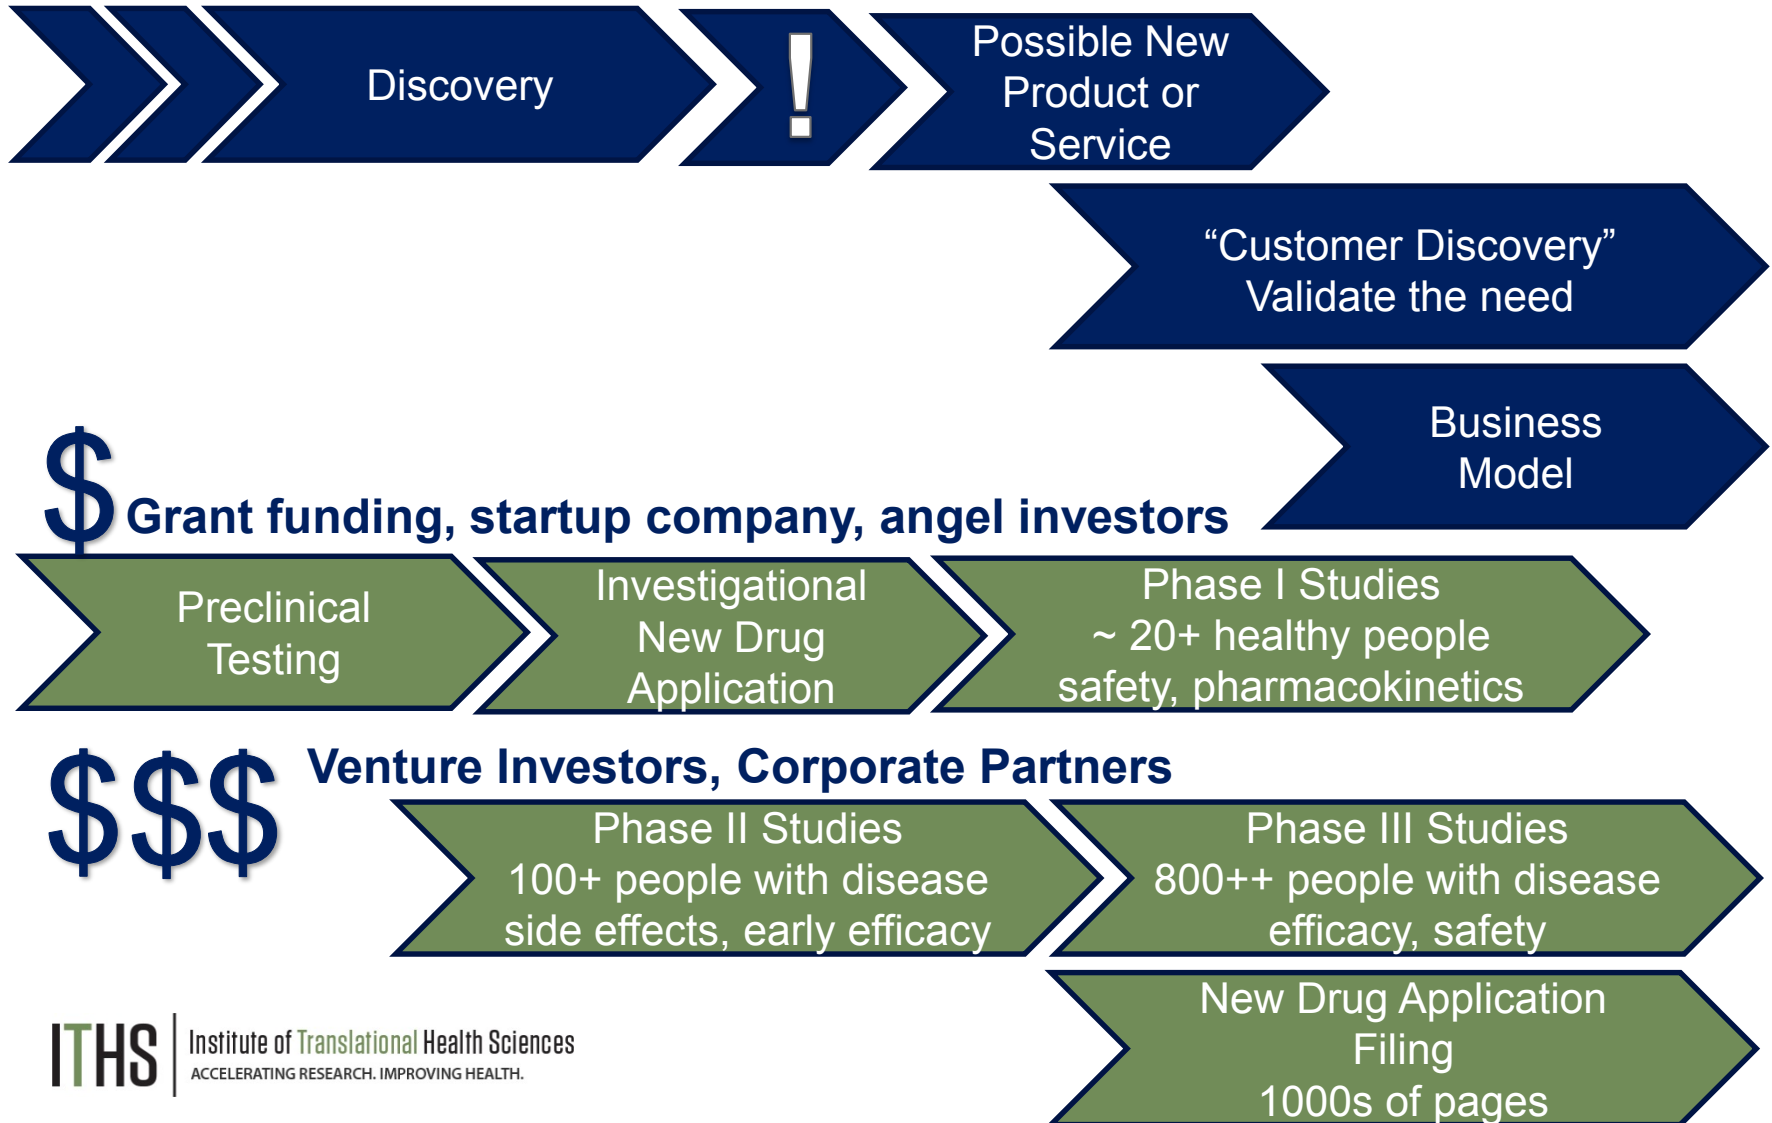 Discovery
!
Possible New
Product or
Service
“Customer Discovery”
Validate the need
Business
Model
$
Grant funding, startup company, angel investors
Preclinical
Testing
Investigational
New Drug
Application
Phase I Studies
~ 20+ healthy people
safety, pharmacokinetics
$$$
Venture Investors, Corporate Partners
Phase II Studies
100+ people with disease
side effects, early efficacy
Phase III Studies
800++ people with disease
efficacy, safety
New Drug Application
Filing
1000s of pages
ITHS
Institute of Translational Health Sciences
ACCELERATING RESEARCH. IMPROVING HEALTH.